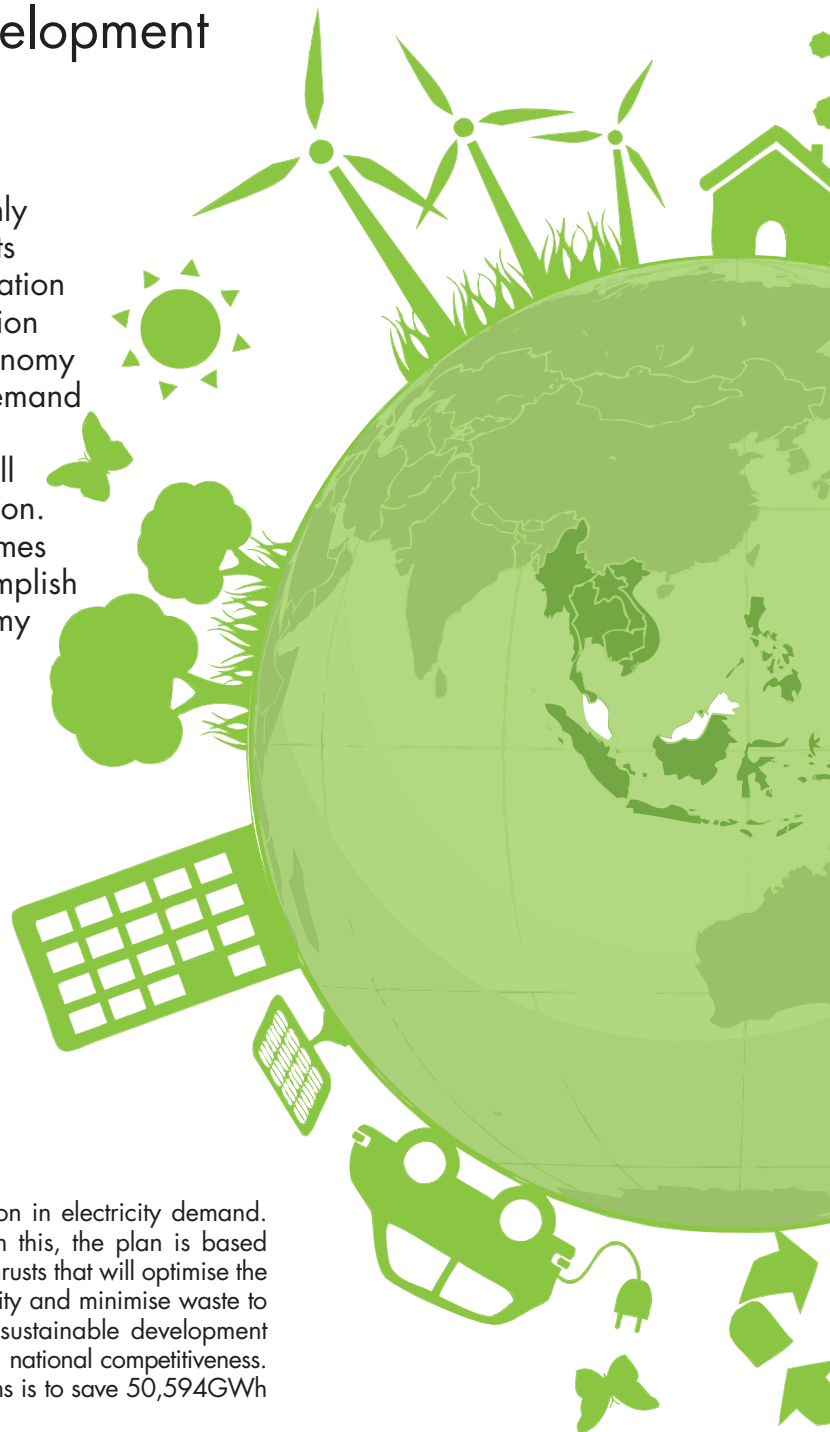 elopment
nly
ts
ation
ion
nomy
emand
ll
on.
mes
mplish
my
on in electricity demand.
n this, the plan is based
hrusts that will optimise the
ity and minimise waste to
sustainable development
national competitiveness.
ns is to save 50,594GWh